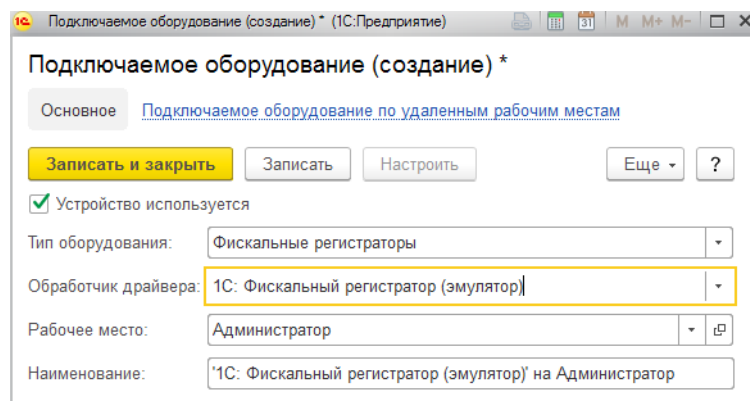 1С Подключаемое оборудование (создание) * (1С:Предприятие) 31 M M+ M-
Подключаемое оборудование (создание) *
Основное Подключаемое оборудование по удаленным рабочим местам
Записать и закрыть Записать Настроить Еще ?
Устройство используется
Тип оборудования: Фискальные регистраторы
Обработчик драйвера: 1С: Фискальный регистратор (эмулятор)
Рабочее место: Администратор
Наименование: '1С: Фискальный регистратор (эмулятор)' на Администратор